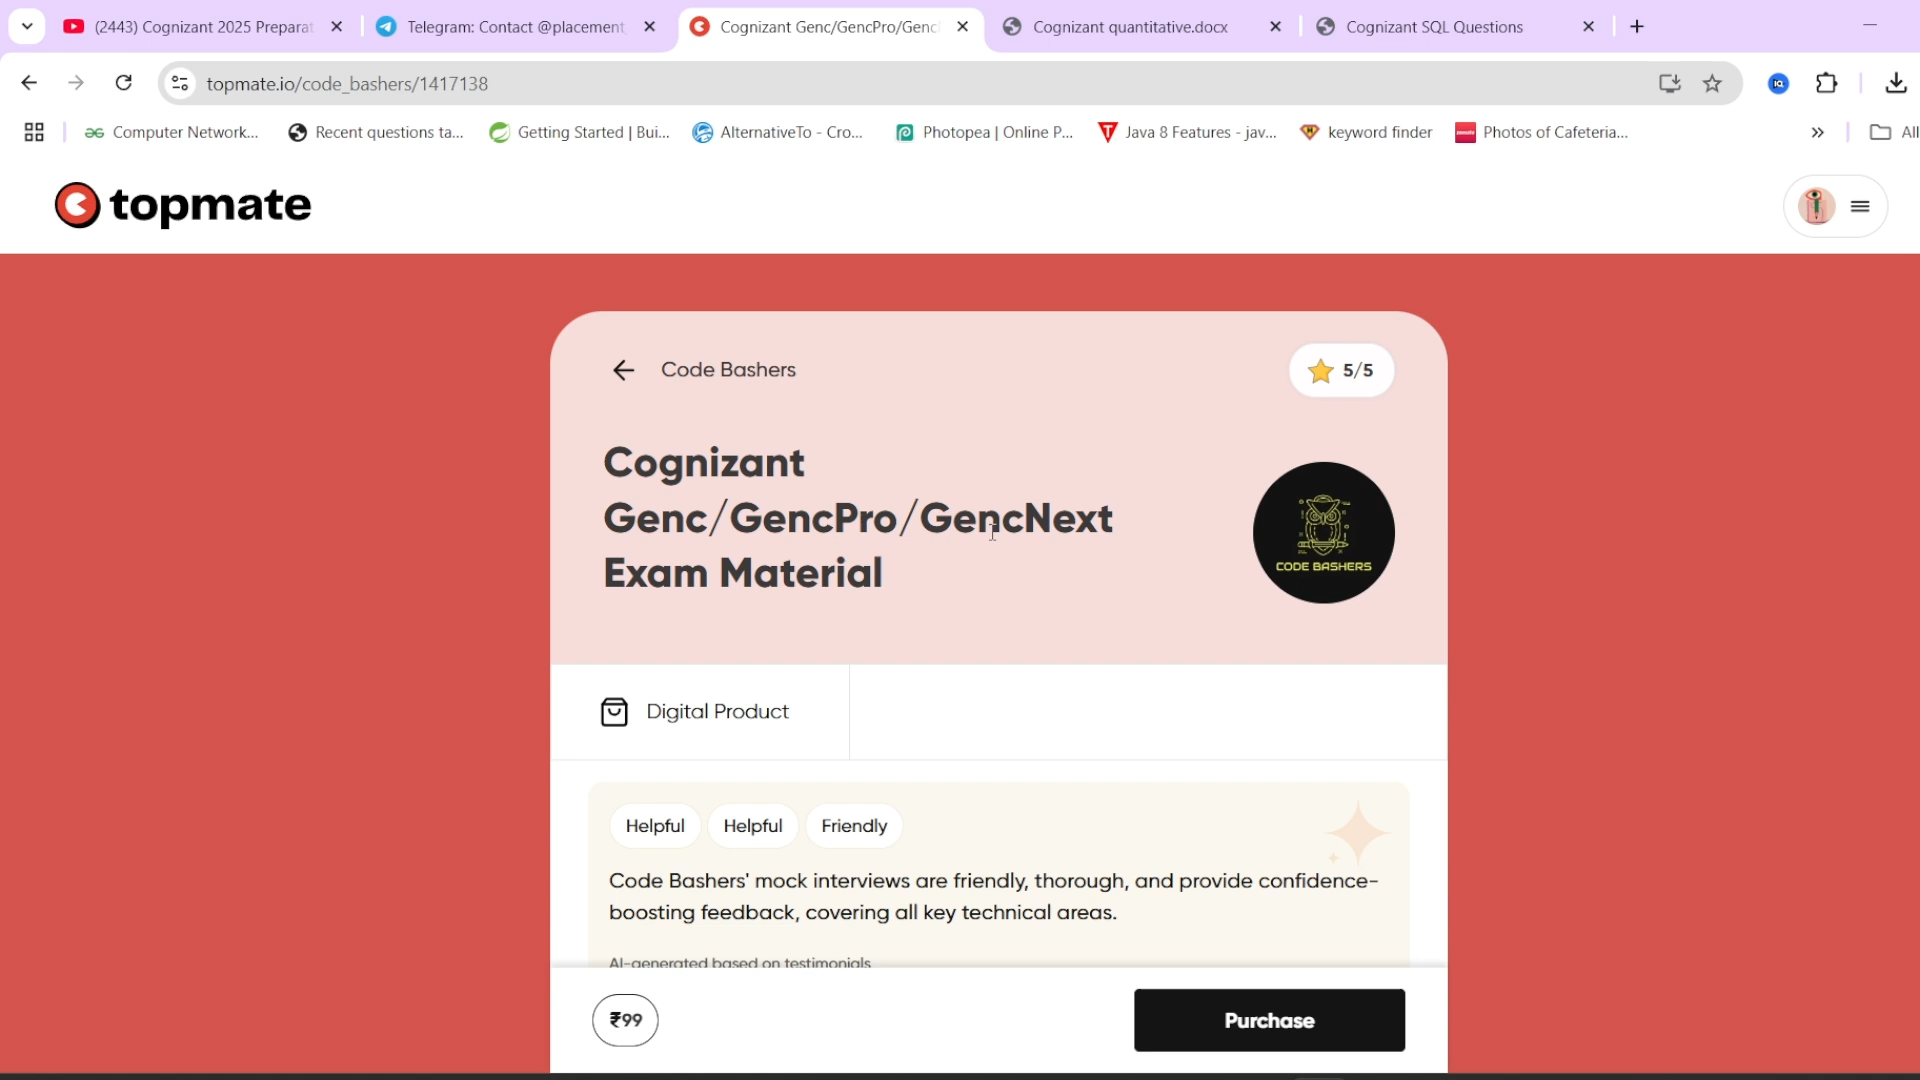 (2443) Cognizant 2025 Preparat
Telegram: Contact @placement
Cognizant Genc/GencPro/Genc
Cognizant quantitative.docx
Cognizant SQL Questions
topmate.io/code_bashers/1417138
Computer Network...
Recent questions ta...
Getting Started | Bui...
AlternativeTo - Cro...
Photopea | Online P...
Java 8 Features - jav...
keyword finder
Photos of Cafeteria...
All
topmate
Code Bashers
5/5
Cognizant
Genc/GencPro/GencNext
Exam Material
CODE BASHERS
Digital Product
Helpful
Helpful
Friendly
Code Bashers' mock interviews are friendly, thorough, and provide confidence-
boosting feedback, covering all key technical areas.
AI-generated based on testimonials
₹99
Purchase